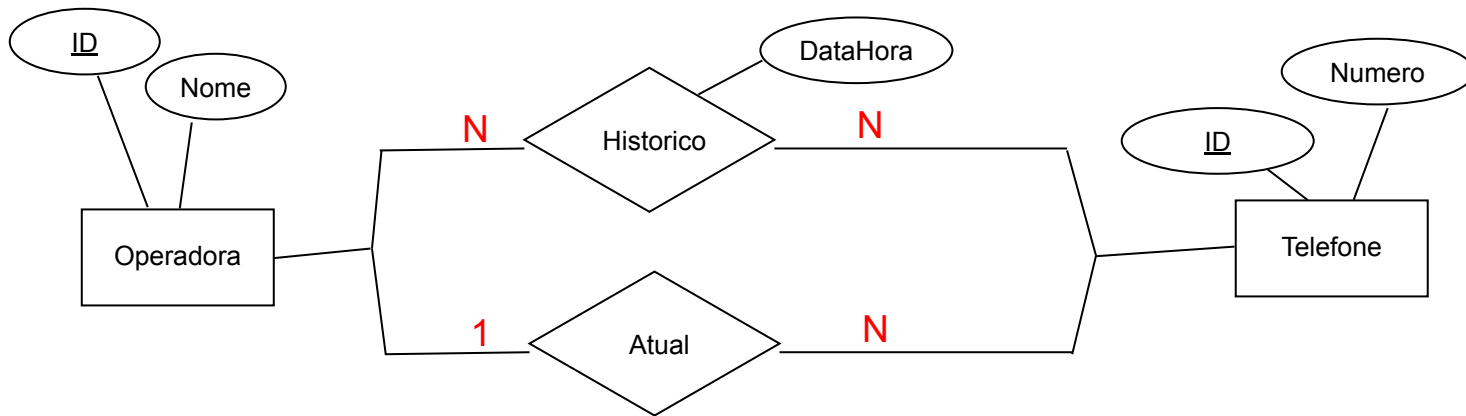 ID
Nome
DataHora
Numero
N
Historico
N
ID
Operadora
Telefone
1
Atual
N